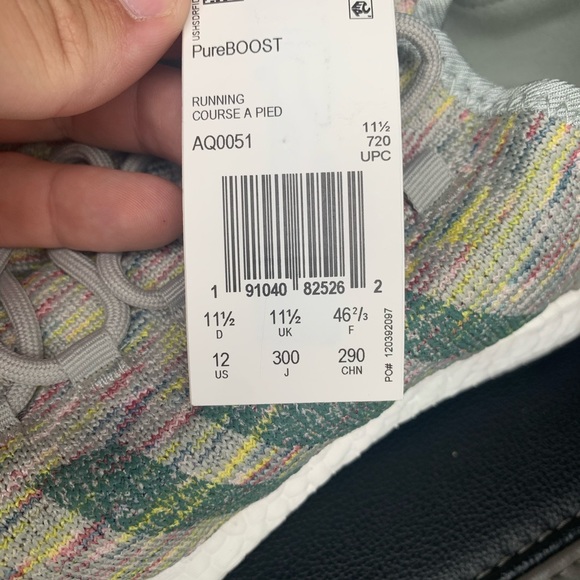 USHSDRFID
PureBOOST
RUNNING
COURSE A PIED
AQ0051
11½
720
UPC
1 91040 82526 2
11½ 11½ 46⅔
D UK F
12 300 290
US J CHN
PO# 120392097